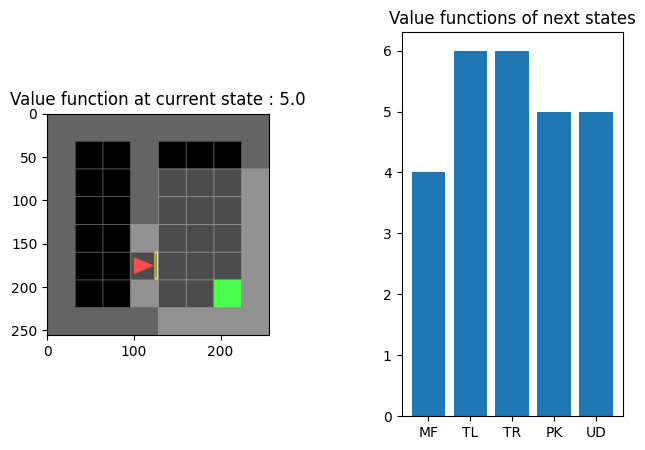 Value function at current state : 5.0
0
50
100
150
200
250
0
100
200
Value functions of next states
6
5
4
3
2
1
0
MF
TL
TR
PK
UD